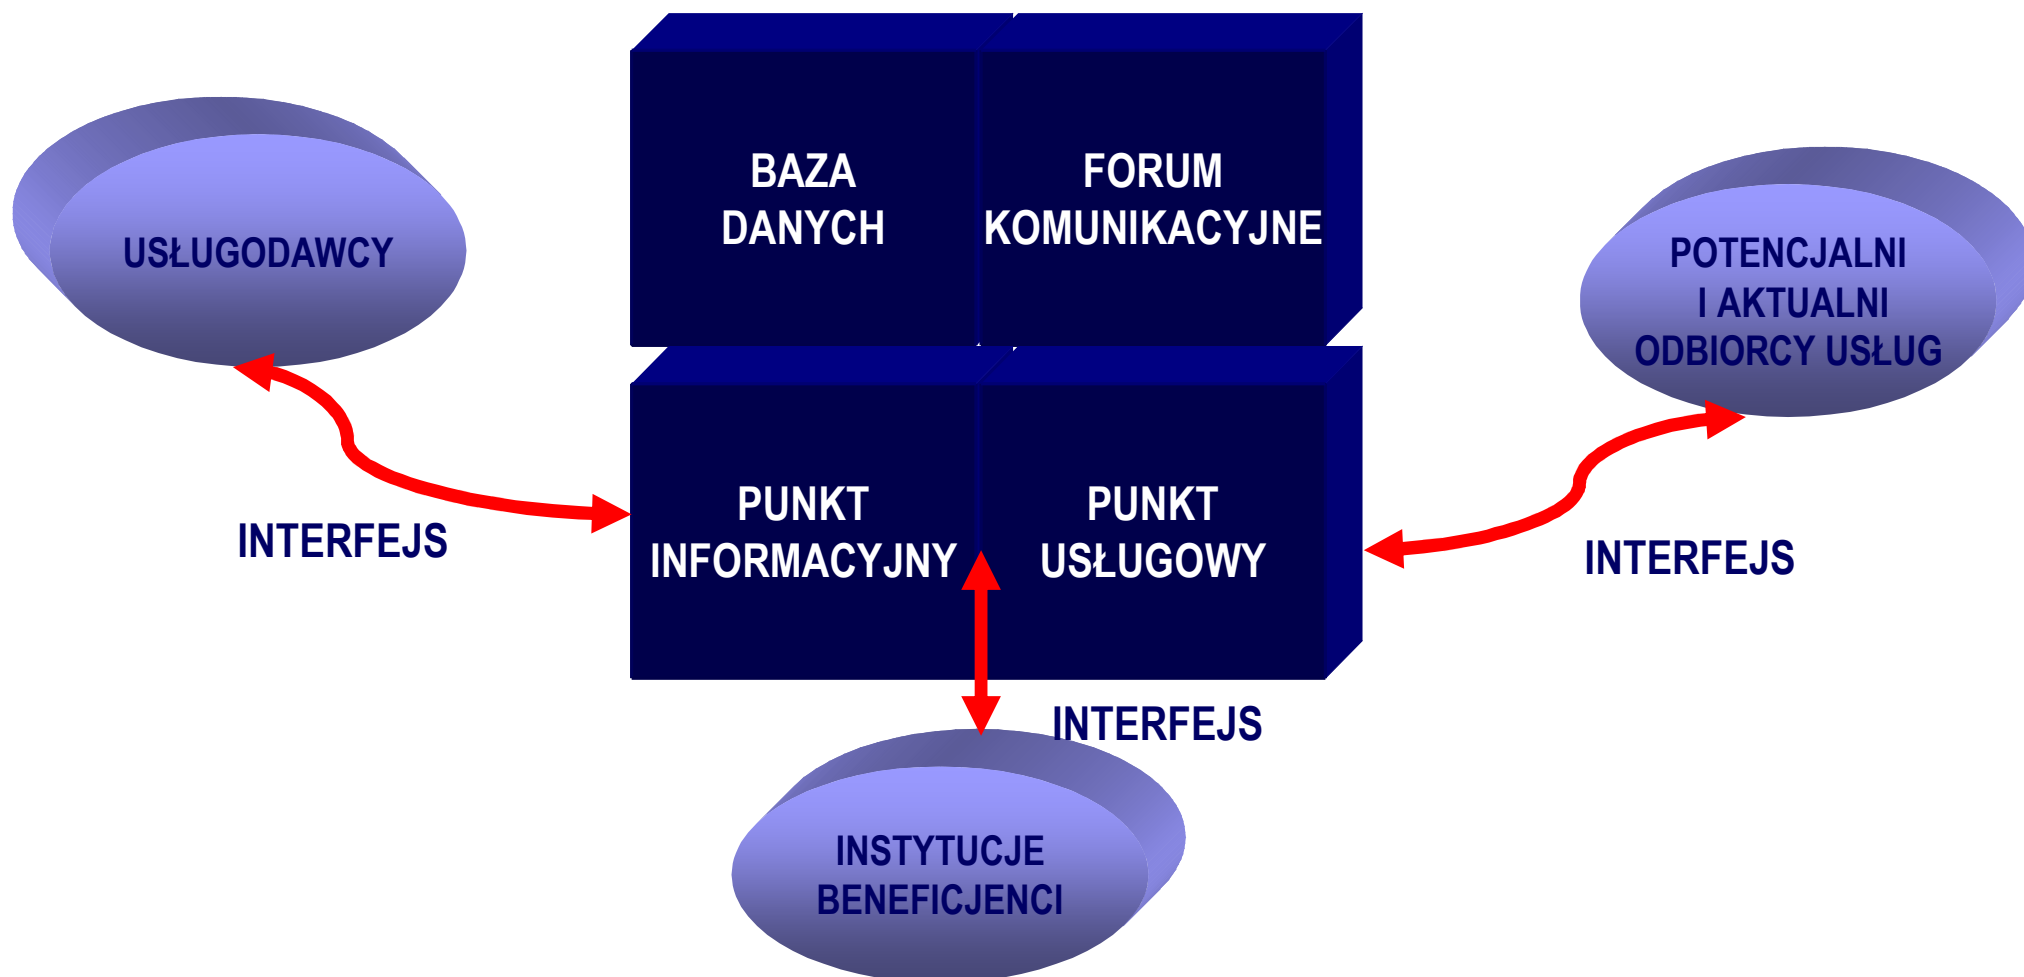 BAZA
DANYCH
FORUM
KOMUNIKACYJNE
USŁUGODAWCY
POTENCJALNI
I AKTUALNI
ODBIORCY USŁUG
PUNKT
INFORMACYJNY
PUNKT
USŁUGOWY
INTERFEJS
INTERFEJS
INTERFEJS
INSTYTUCJE
BENEFICJENCI